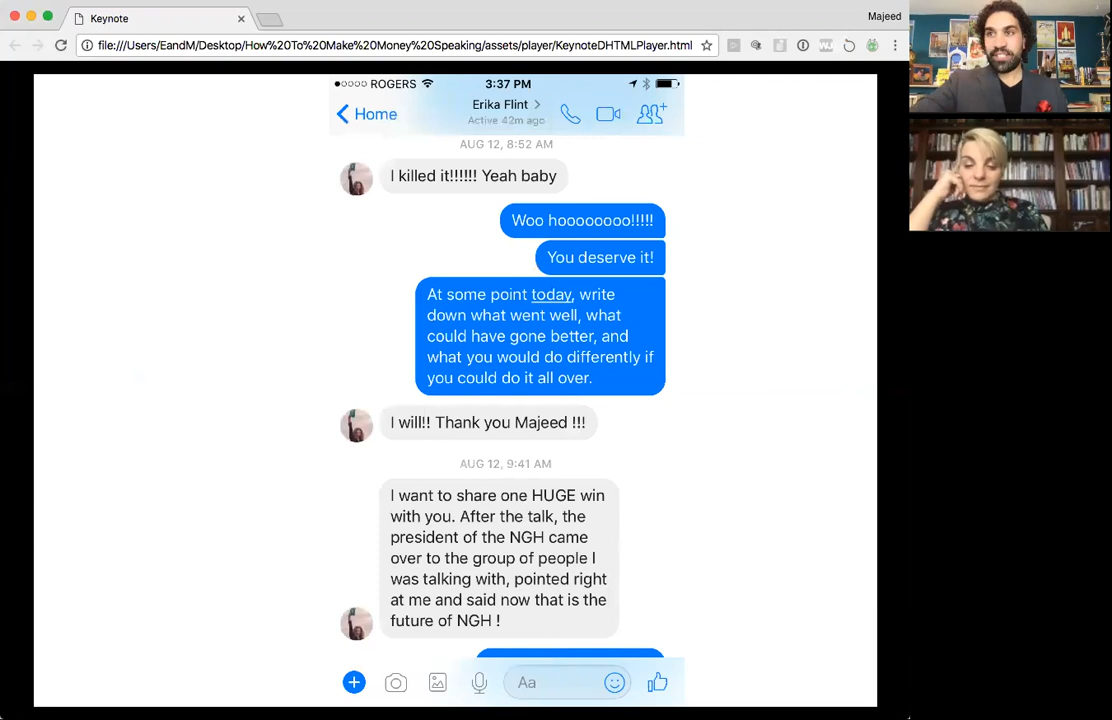 Keynote
Majeed
file:///Users/EandM/Desktop/How%20To%20Make%20Money%20Speaking/assets/player/KeynoteDHTMLPlayer.html
ROGERS
3:37 PM
Home
Erika Flint
Active 42m ago
AUG 12, 8:52 AM
I killed it!!!!!! Yeah baby
Woo hoooooooo!!!!!
You deserve it!
At some point today, write
down what went well, what
could have gone better, and
what you would do differently if
you could do it all over.
I will!! Thank you Majeed !!!
AUG 12, 9:41 AM
I want to share one HUGE win
with you. After the talk, the
president of the NGH came
over to the group of people I
was talking with, pointed right
at me and said now that is the
future of NGH !
Aa